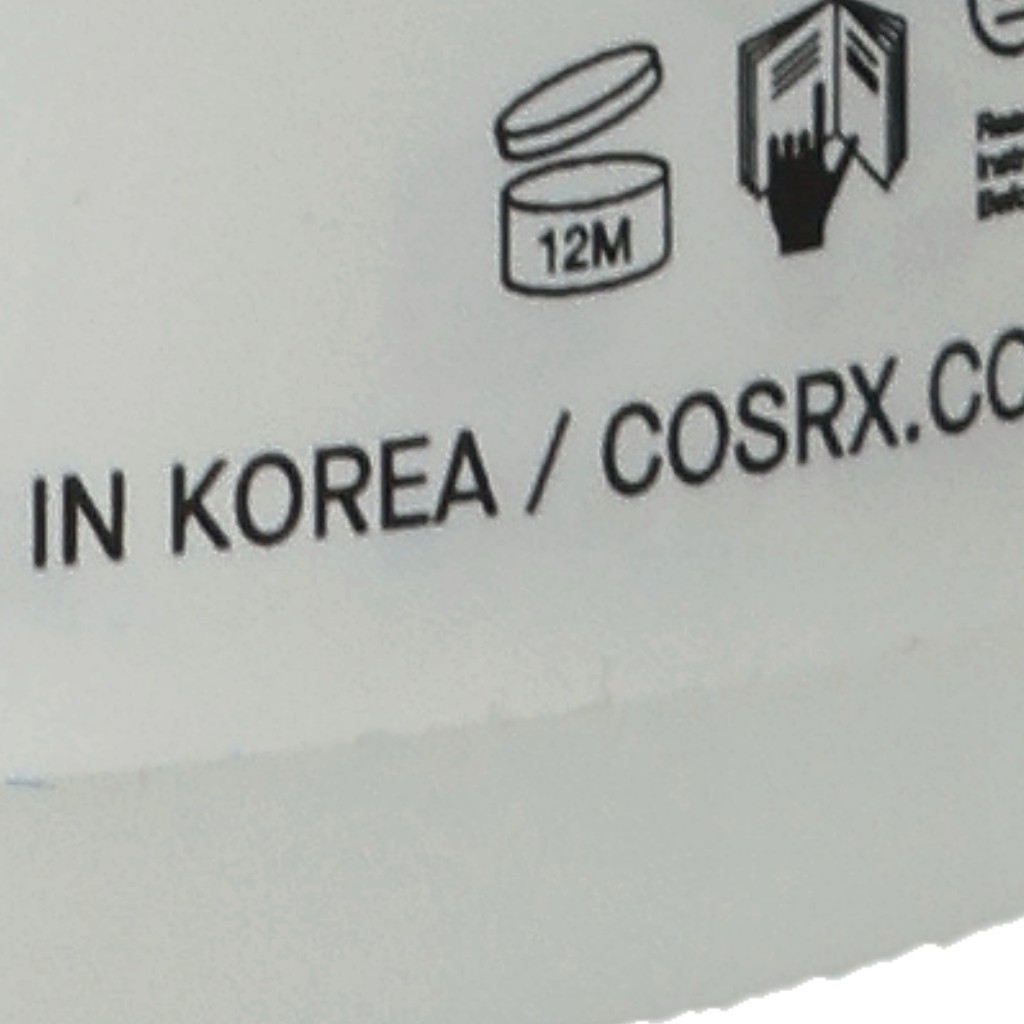 12M
IN KOREA / COSRX.CO